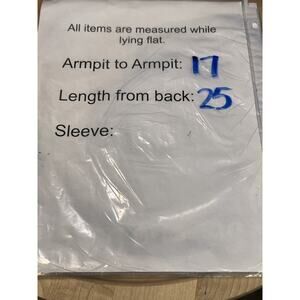 All items are measured while
lying flat.
Armpit to Armpit: 17
Length from back: 25
Sleeve: